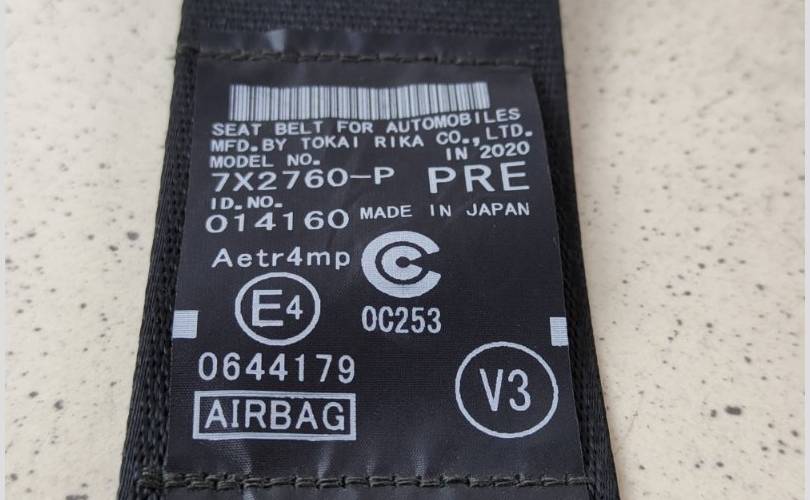 SEAT BELT FOR AUTOMOBILES
MFD.BY TOKAI RIKA CO.,LTD.
MODEL NO. IN 2020
7X2760-P PRE
ID.NO.
014160 MADE IN JAPAN
Aetr4mp C
E4 0C253
0644179
AIRBAG V3